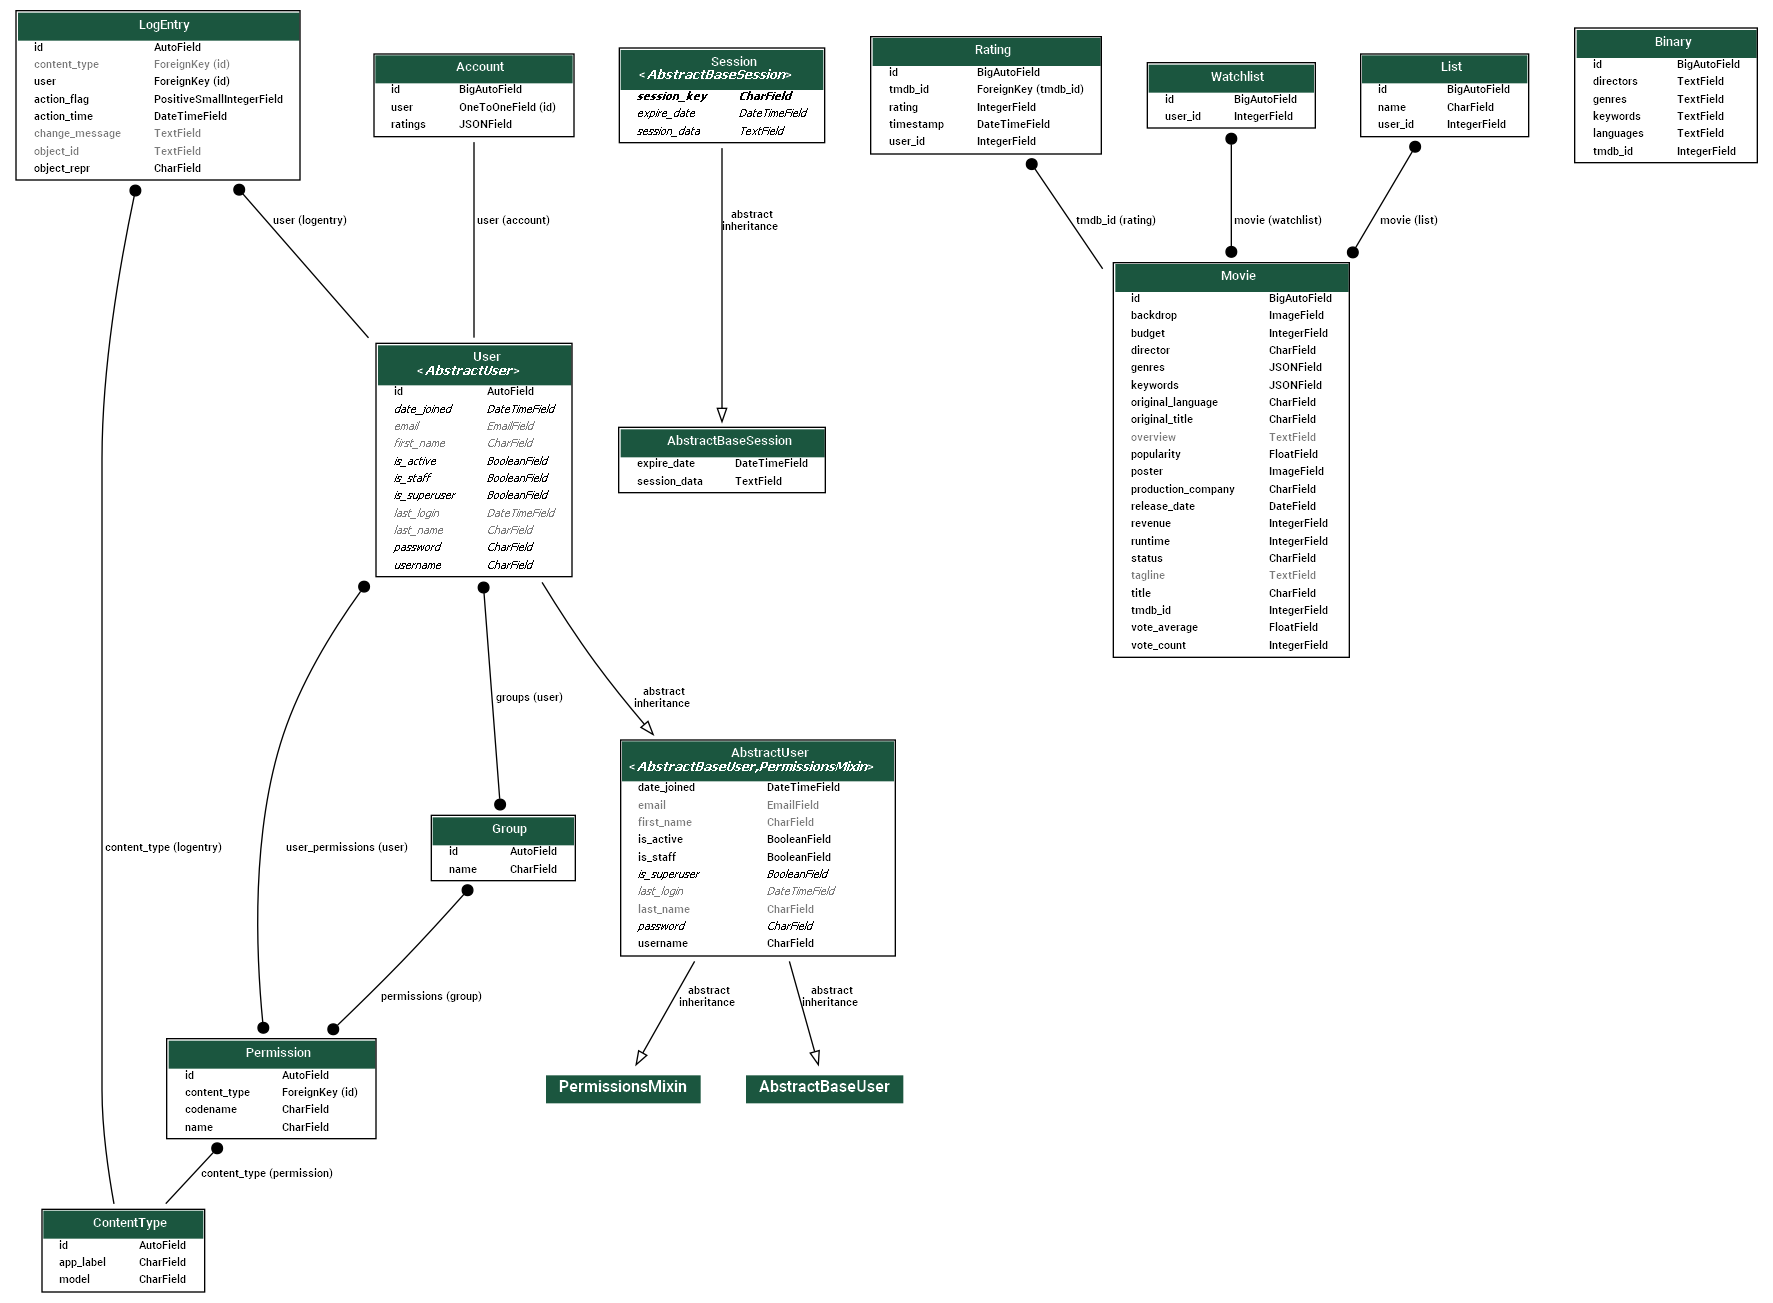 LogEntry
id AutoField
content_type ForeignKey (id)
user ForeignKey (id)
action_flag PositiveSmallIntegerField
action_time DateTimeField
change_message TextField
object_id TextField
object_repr CharField
Account
id BigAutoField
user OneToOneField (id)
ratings JSONField
Session
<AbstractBaseSession>
session_key CharField
expire_date DateTimeField
session_data TextField
Rating
id BigAutoField
tmdb_id ForeignKey (tmdb_id)
rating IntegerField
timestamp DateTimeField
user_id IntegerField
Watchlist
id BigAutoField
user_id IntegerField
List
id BigAutoField
name CharField
user_id IntegerField
Binary
id BigAutoField
directors TextField
genres TextField
keywords TextField
languages TextField
tmdb_id IntegerField
user (logentry)
user (account)
abstract
inheritance
tmdb_id (rating)
movie (watchlist)
movie (list)
User
<AbstractUser>
id AutoField
date_joined DateTimeField
email EmailField
first_name CharField
is_active BooleanField
is_staff BooleanField
is_superuser BooleanField
last_login DateTimeField
last_name CharField
password CharField
username CharField
AbstractBaseSession
expire_date DateTimeField
session_data TextField
Movie
id BigAutoField
backdrop ImageField
budget IntegerField
director CharField
genres JSONField
keywords JSONField
original_language CharField
original_title CharField
overview TextField
popularity FloatField
poster ImageField
production_company CharField
release_date DateField
revenue IntegerField
runtime IntegerField
status CharField
tagline TextField
title CharField
tmdb_id IntegerField
vote_average FloatField
vote_count IntegerField
groups (user)
abstract
inheritance
AbstractUser
<AbstractBaseUser,PermissionsMixin>
date_joined DateTimeField
email EmailField
first_name CharField
is_active BooleanField
is_staff BooleanField
is_superuser BooleanField
last_login DateTimeField
last_name CharField
password CharField
username CharField
Group
id AutoField
name CharField
content_type (logentry)
user_permissions (user)
permissions (group)
abstract
inheritance
abstract
inheritance
Permission
id AutoField
content_type ForeignKey (id)
codename CharField
name CharField
PermissionsMixin
AbstractBaseUser
content_type (permission)
ContentType
id AutoField
app_label CharField
model CharField